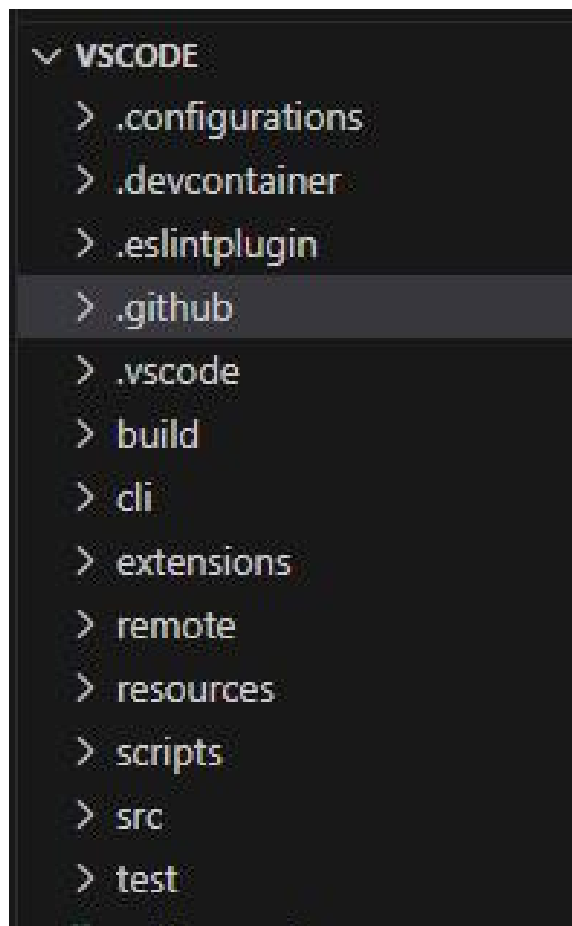 VSCODE
.configurations
.devcontainer
.eslintplugin
.github
.vscode
build
cli
extensions
remote
resources
scripts
src
test